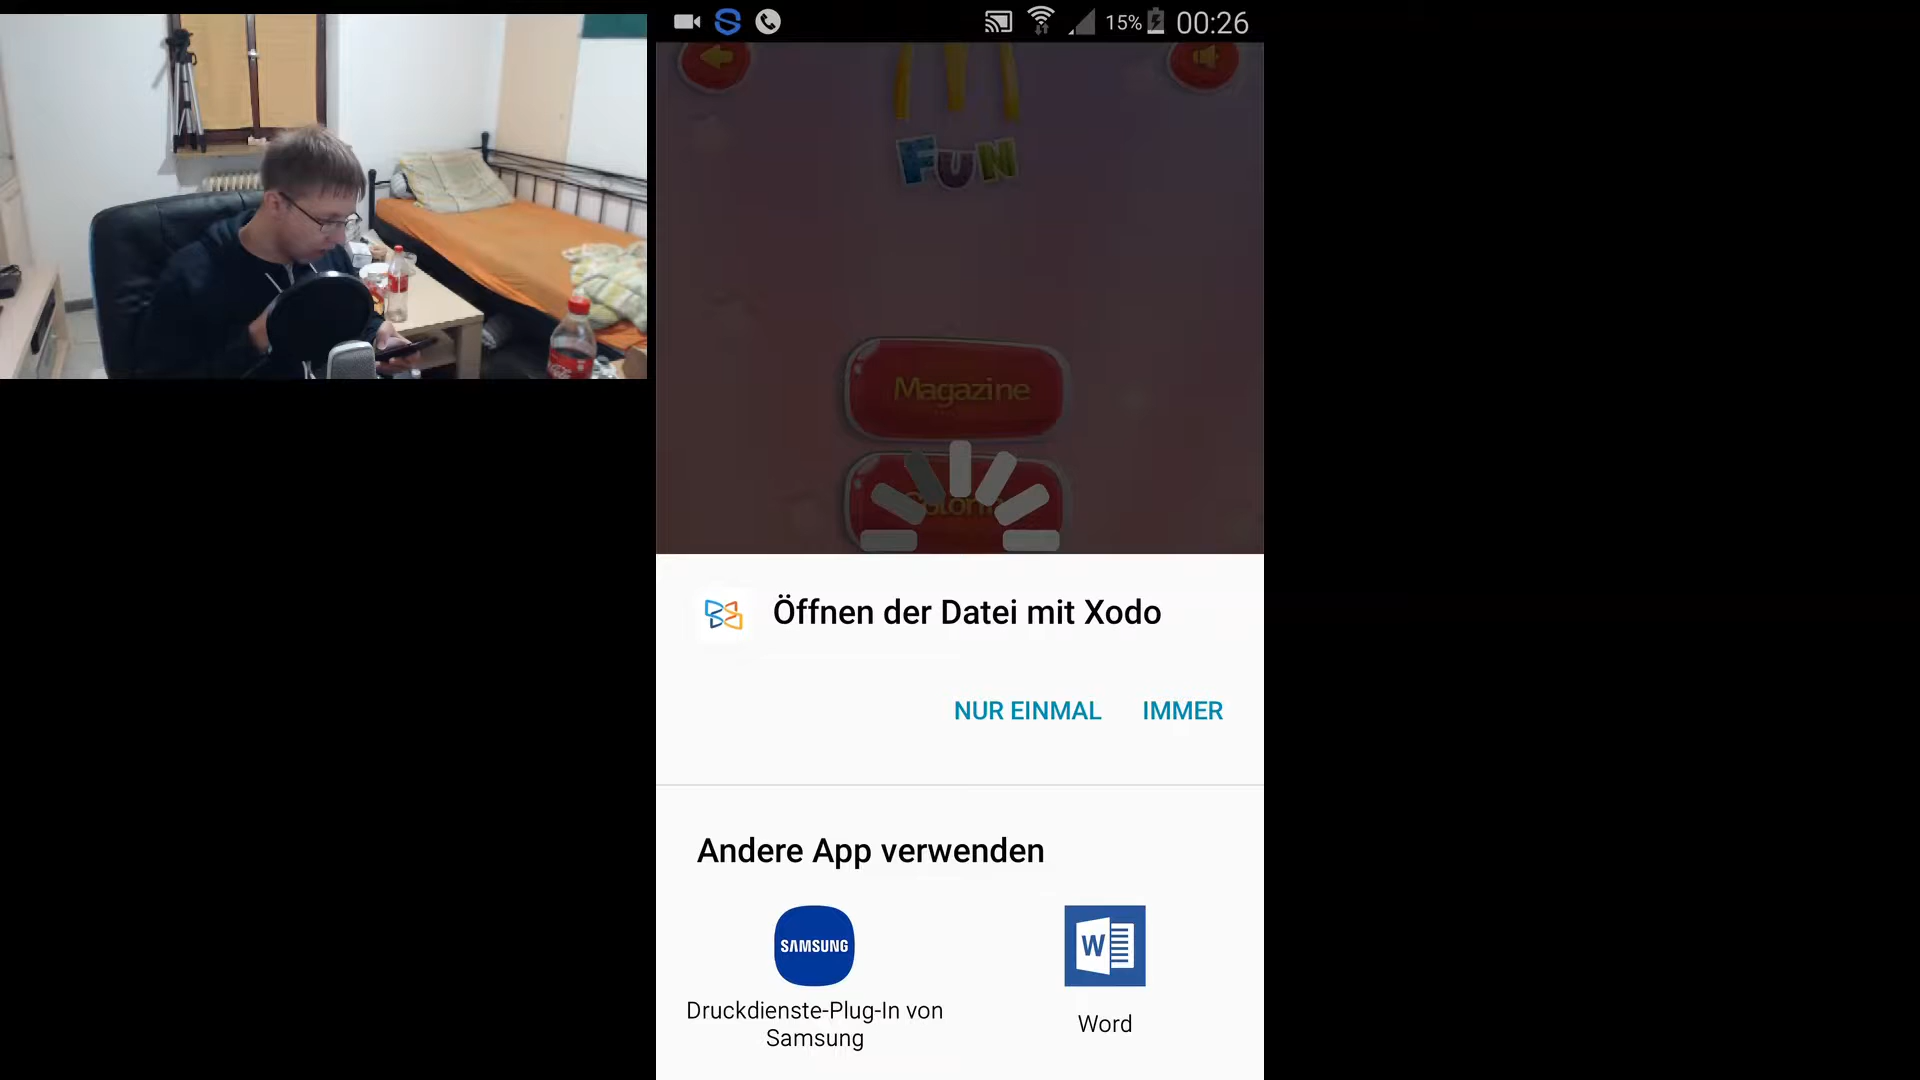 15%
00:26
FUN
Magazine
Öffnen der Datei mit Xodo
NUR EINMAL
IMMER
Andere App verwenden
SAMSUNG
W
Druckdienste-Plug-In von
Samsung
Word